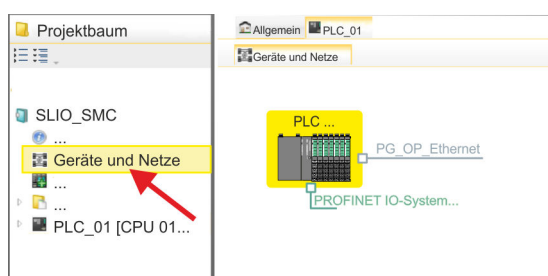 Projektbaum
SLIO_SMC
...
Geräte und Netze
...
...
PLC_01 [CPU 01...
Allgemein PLC_01
Geräte und Netze
PLC ...
PG_OP_Ethernet
PROFINET IO-System...